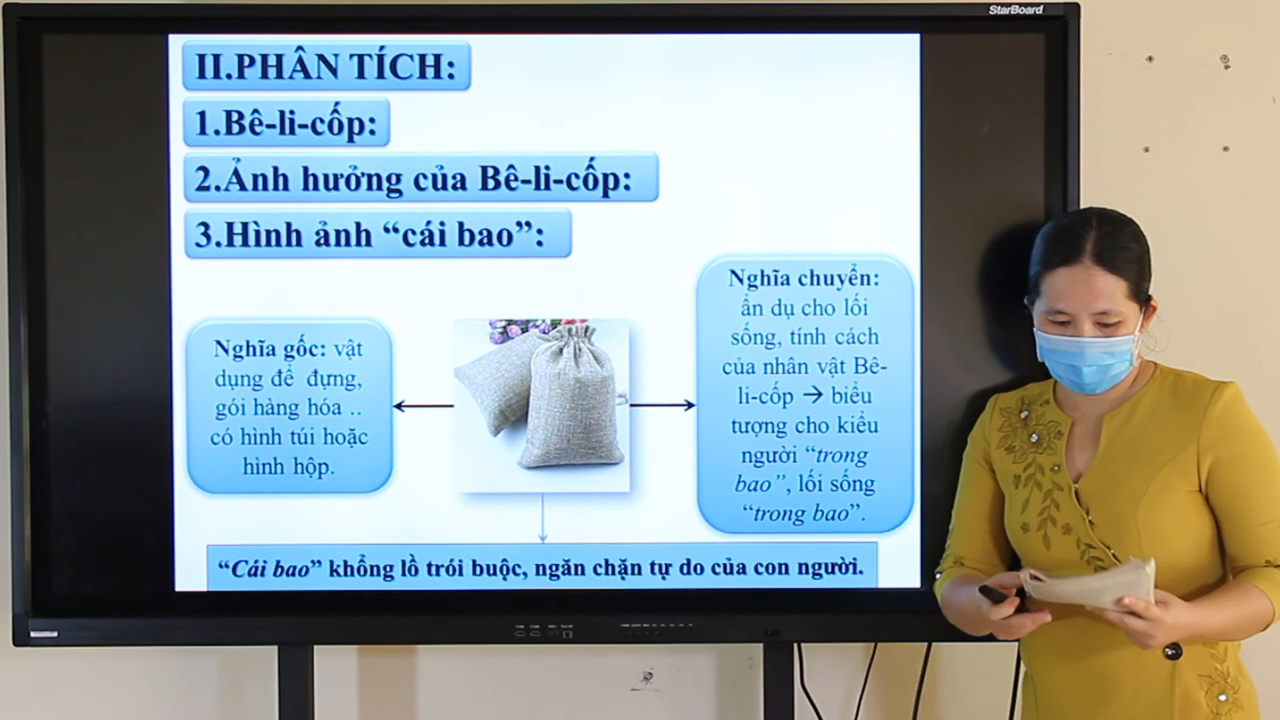 StarBoard
II.PHÂN TÍCH:
1.Bê-li-cốp:
2.Ảnh hưởng của Bê-li-cốp:
3.Hình ảnh “cái bao”:
Nghĩa gốc: vật
dụng để đựng,
gói hàng hóa ..
có hình túi hoặc
hình hộp.
Nghĩa chuyển:
ẩn dụ cho lối
sống, tính cách
của nhân vật Bê-
li-cốp → biểu
tượng cho kiểu
người “trong
bao”, lối sống
“trong bao”.
“Cái bao” khổng lồ trói buộc, ngăn chặn tự do của con người.